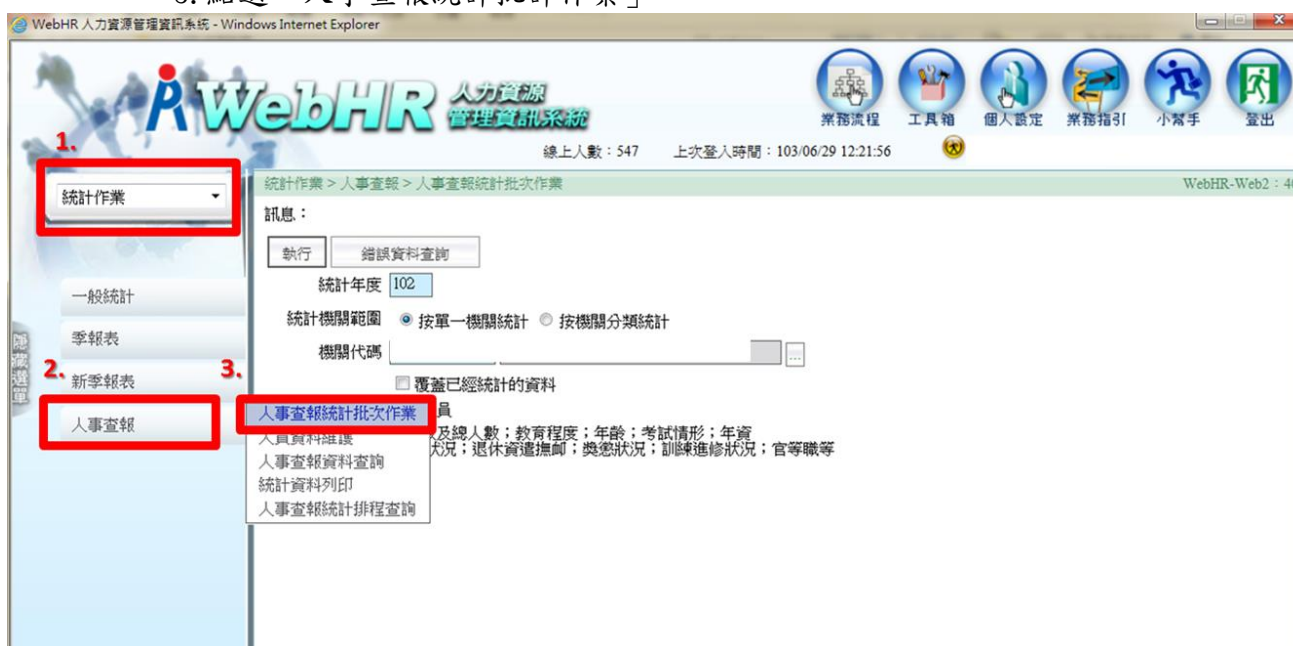 WebHR 人力資源管理資訊系統 - Windows Internet Explorer
WebHR 人力資源
管理資訊系統
業務流程 工具箱 個人設定 業務指引 小幫手 登出
線上人數：547 上次登入時間：103/06/29 12:21:56
1.
統計作業
統計作業 > 人事查報 > 人事查報統計批次作業
WebHR-Web2：
訊息：
執行 錯誤資料查詢
統計年度 102
統計機關範圍 按單一機關統計 按機關分類統計
機關代碼 ...
覆蓋已經統計的資料
一般統計
季報表
新季報表
2.
人事查報
隱藏選單
3.
人事查報統計批次作業
人員資料維護
人事查報資料查詢
統計資料列印
人事查報統計排程查詢
員
及總人數；教育程度；年齡；考試情形；年資
狀況；退休資遣撫卹；獎懲狀況；訓練進修狀況；官等職等